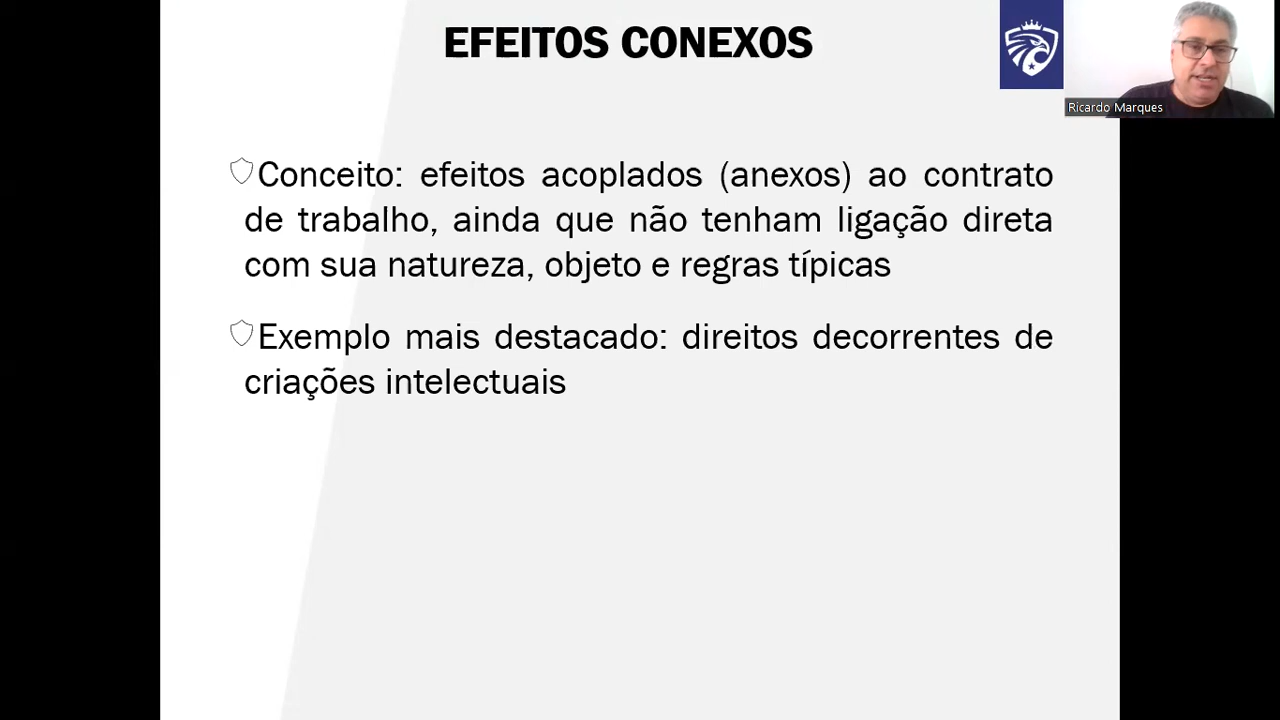 EFEITOS CONEXOS
Ricardo Marques
Conceito: efeitos acoplados (anexos) ao contrato
de trabalho, ainda que não tenham ligação direta
com sua natureza, objeto e regras típicas
Exemplo mais destacado: direitos decorrentes de
criações intelectuais